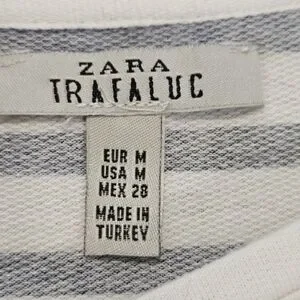 ZARA
TRAFALUC
EUR M
USA M
MEX 28
MADE IN
TURKEY